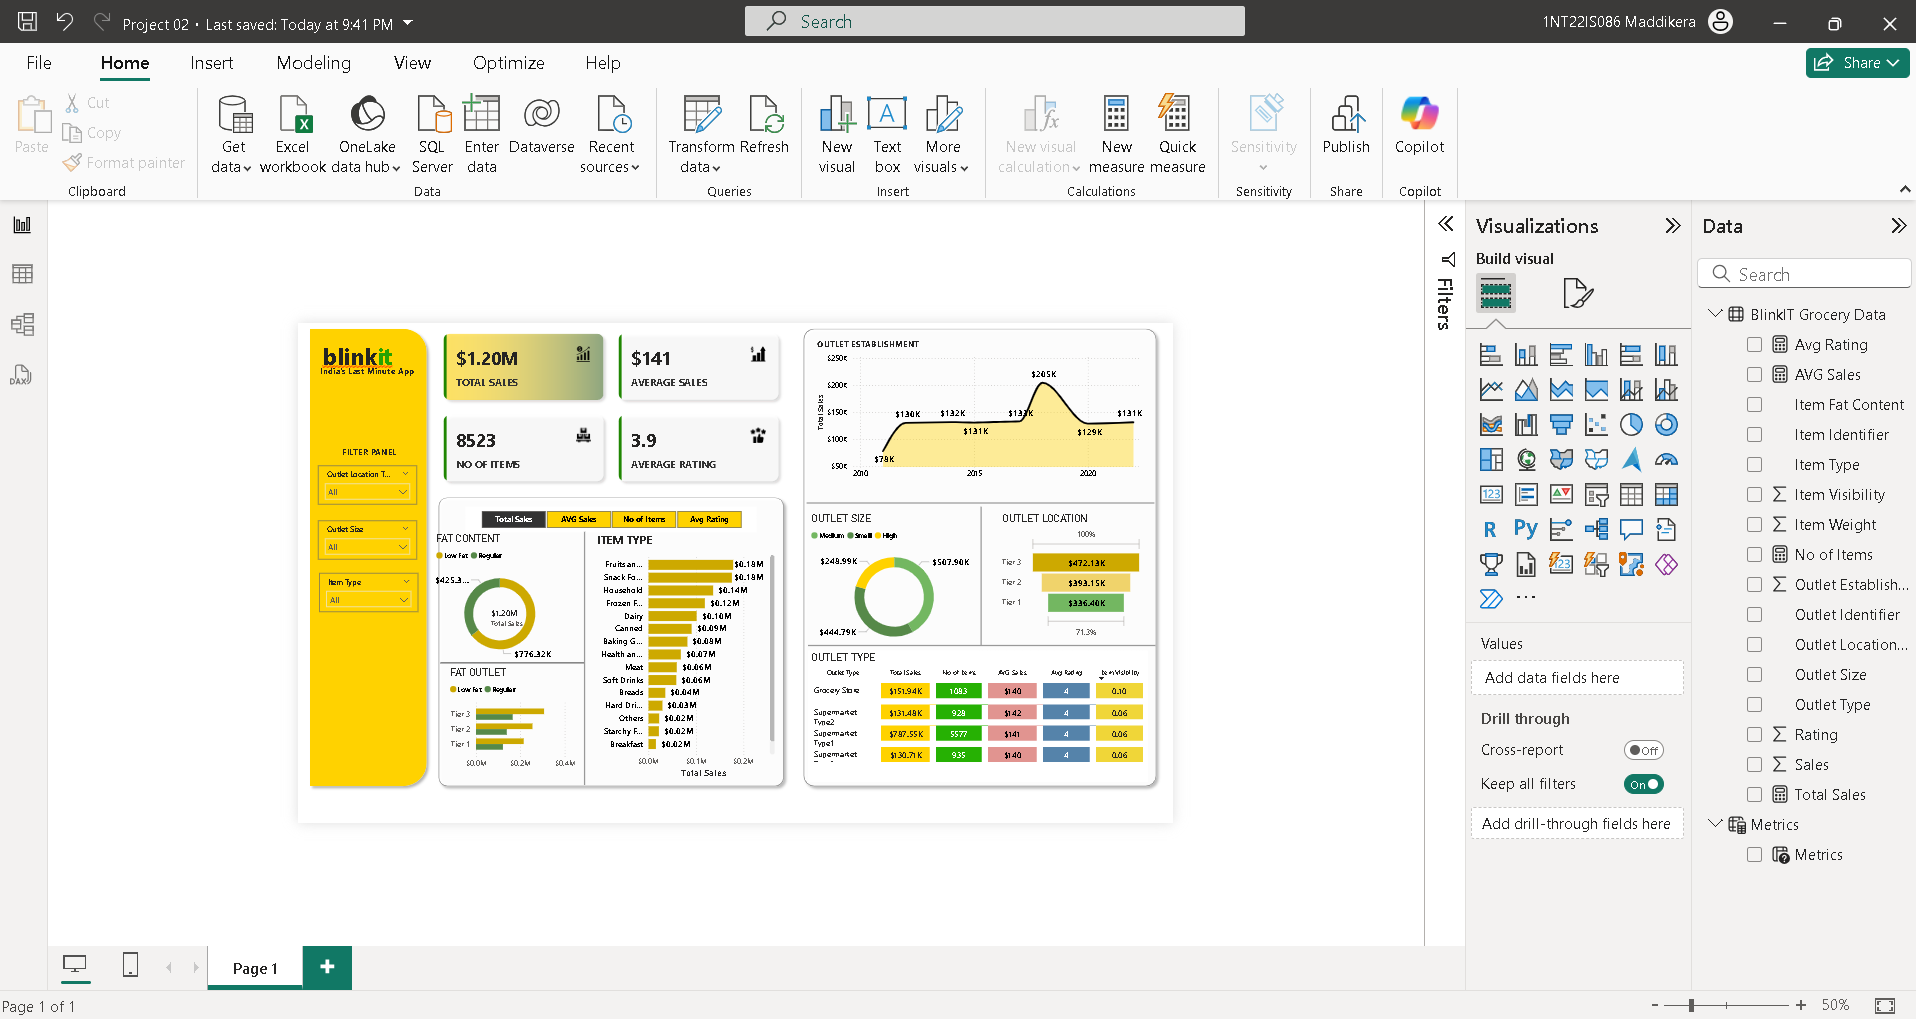 Project 02 • Last saved: Today at 9:41 PM
Search
1NT22IS086 Maddikera
File Home Insert Modeling View Optimize Help
Share
Paste
Cut
Copy
Format painter
Clipboard
Get data
Excel workbook
OneLake data hub
SQL Server
Enter data
Dataverse
Recent sources
Data
Transform data
Refresh
Queries
New visual
Text box
More visuals
Insert
New visual calculation
New measure
Quick measure
Calculations
Sensitivity
Sensitivity
Publish
Share
Copilot
Copilot
blinkit
India's Last Minute App
FILTER PANEL
Outlet Location T...
All
Outlet Size
All
Item Type
All
$1.20M
TOTAL SALES
$141
AVERAGE SALES
8523
NO OF ITEMS
3.9
AVERAGE RATING
Total Sales AVG Sales No of Items Avg Rating
FAT CONTENT
Low Fat Regular
$425.3...
$1.20M
Total Sales
$776.32K
FAT OUTLET
Low Fat Regular
Tier 3
Tier 2
Tier 1
$0.0M $0.2M $0.4M
ITEM TYPE
Fruits an... $0.18M
Snack Fo... $0.18M
Household $0.14M
Frozen F... $0.12M
Dairy $0.10M
Canned $0.09M
Baking G... $0.08M
Health an... $0.07M
Meat $0.06M
Soft Drinks $0.06M
Breads $0.04M
Hard Dri... $0.03M
Others $0.02M
Starchy F... $0.02M
Breakfast $0.02M
$0.0M $0.1M $0.2M
Total Sales
OUTLET ESTABLISHMENT
$250K
$200K
$150K
$100K
$50K
Total Sales
$78K
$130K
$132K
$131K
$133K
$205K
$129K
$131K
2010 2015 2020
OUTLET SIZE
Medium Small High
$248.99K
$507.90K
$444.79K
OUTLET LOCATION
100%
Tier 3 $472.13K
Tier 2 $393.15K
Tier 1 $336.40K
71.3%
OUTLET TYPE
Outlet Type Total Sales No of Items AVG Sales Avg Rating Item Visibility
Grocery Store $151.94K 1083 $140 4 0.10
Supermarket Type2 $131.48K 928 $142 4 0.06
Supermarket Type1 $787.55K 5577 $141 4 0.06
Supermarket $130.71K 935 $140 4 0.06
Filters
Visualizations
Build visual
123
R
Py
123
Values
Add data fields here
Drill through
Cross-report Off
Keep all filters On
Add drill-through fields here
Data
Search
BlinkIT Grocery Data
Avg Rating
AVG Sales
Item Fat Content
Item Identifier
Item Type
Item Visibility
Item Weight
No of Items
Outlet Establish...
Outlet Identifier
Outlet Location...
Outlet Size
Outlet Type
Rating
Sales
Total Sales
Metrics
Metrics
DAX
Page 1
Page 1 of 1
50%